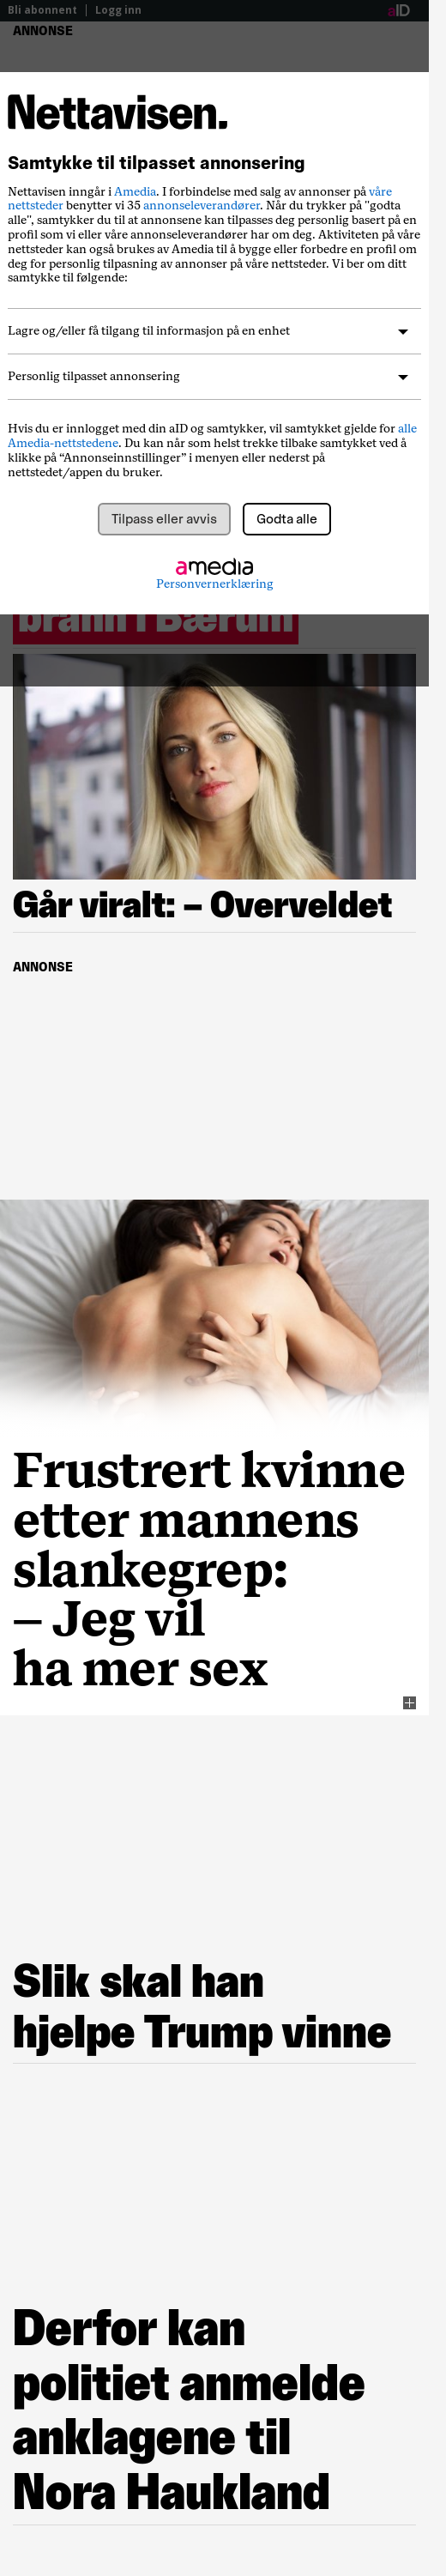 Bli abonnent
Logg inn
aID
ANNONSE
Nettavisen.
Samtykke til tilpasset annonsering
Nettavisen inngår i Amedia. I forbindelse med salg av annonser på våre
nettsteder benytter vi 35 annonseleverandører. Når du trykker på "godta
alle", samtykker du til at annonsene kan tilpasses deg personlig basert på en
profil som vi eller våre annonseleverandører har om deg. Aktiviteten på våre
nettsteder kan også brukes av Amedia til å bygge eller forbedre en profil om
deg for personlig tilpasning av annonser på våre nettsteder. Vi ber om ditt
samtykke til følgende:
Lagre og/eller få tilgang til informasjon på en enhet
Personlig tilpasset annonsering
Hvis du er innlogget med din aID og samtykker, vil samtykket gjelde for alle
Amedia-nettstedene. Du kan når som helst trekke tilbake samtykket ved å
klikke på “Annonseinnstillinger” i menyen eller nederst på
nettstedet/appen du bruker.
Tilpass eller avvis
Godta alle
amedia
Personvernerklæring
brann i Bærum
Går viralt: – Overveldet
ANNONSE
Frustrert kvinne
etter mannens
slankegrep:
– Jeg vil
ha mer sex
Slik skal han
hjelpe Trump vinne
Derfor kan
politiet anmelde
anklagene til
Nora Haukland